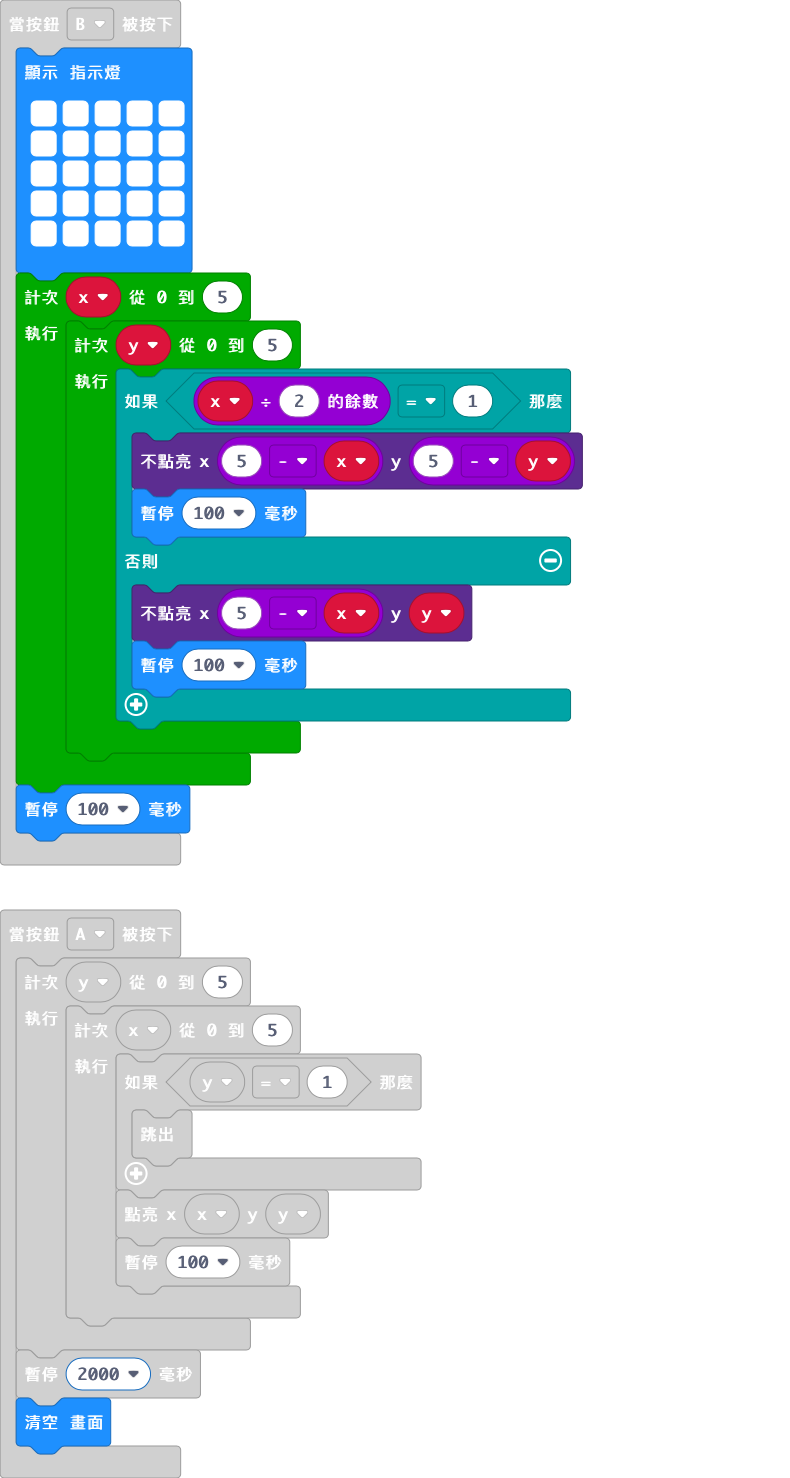 當按鈕 B 被按下
顯示 指示燈
計次 x 從 0 到 5
執行
計次 y 從 0 到 5
執行
如果 x ÷ 2 的餘數 = 1 那麼
不點亮 x 5 - x y 5 - y
暫停 100 毫秒
否則
不點亮 x 5 - x y y
暫停 100 毫秒
暫停 100 毫秒
當按鈕 A 被按下
計次 y 從 0 到 5
執行
計次 x 從 0 到 5
執行
如果 y = 1 那麼
跳出
點亮 x x y y
暫停 100 毫秒
暫停 2000 毫秒
清空 畫面